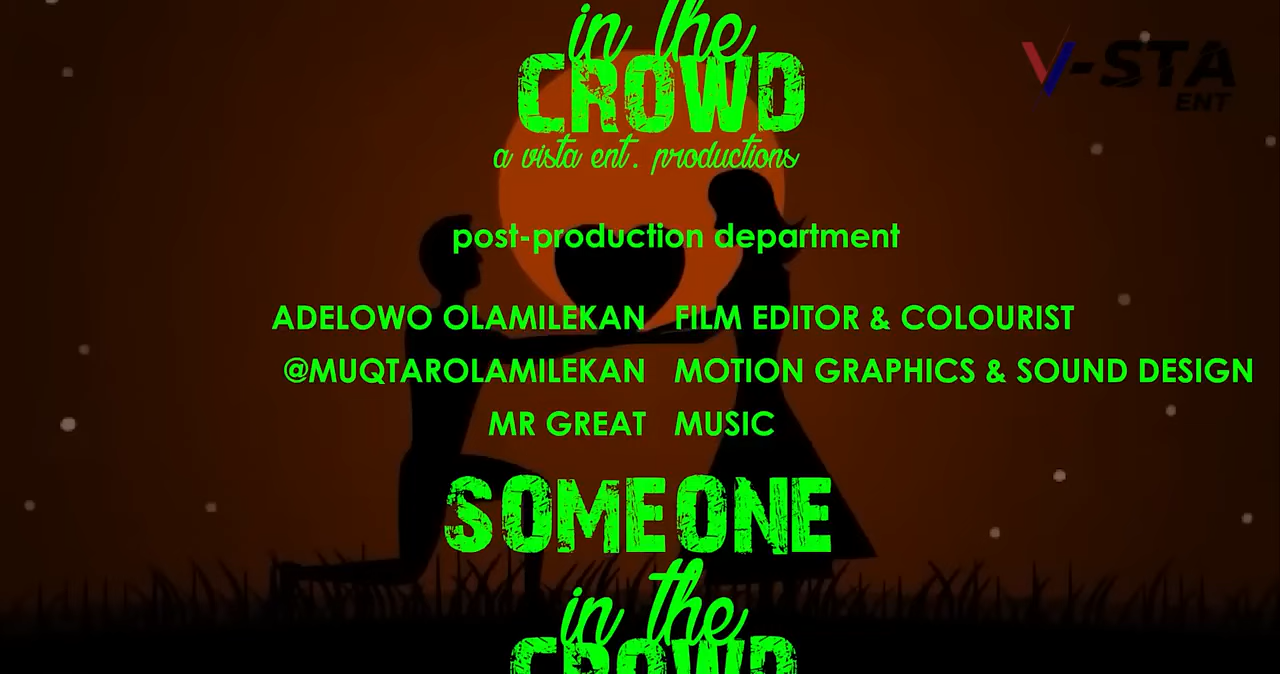 in the
CROWD
V-STA
ENT
a vista ent. productions
post-production department
ADELOWO OLAMILEKAN FILM EDITOR & COLOURIST
@MUQTAROLAMILEKAN MOTION GRAPHICS & SOUND DESIGN
MR GREAT MUSIC
SOMEONE
in the
CROWD